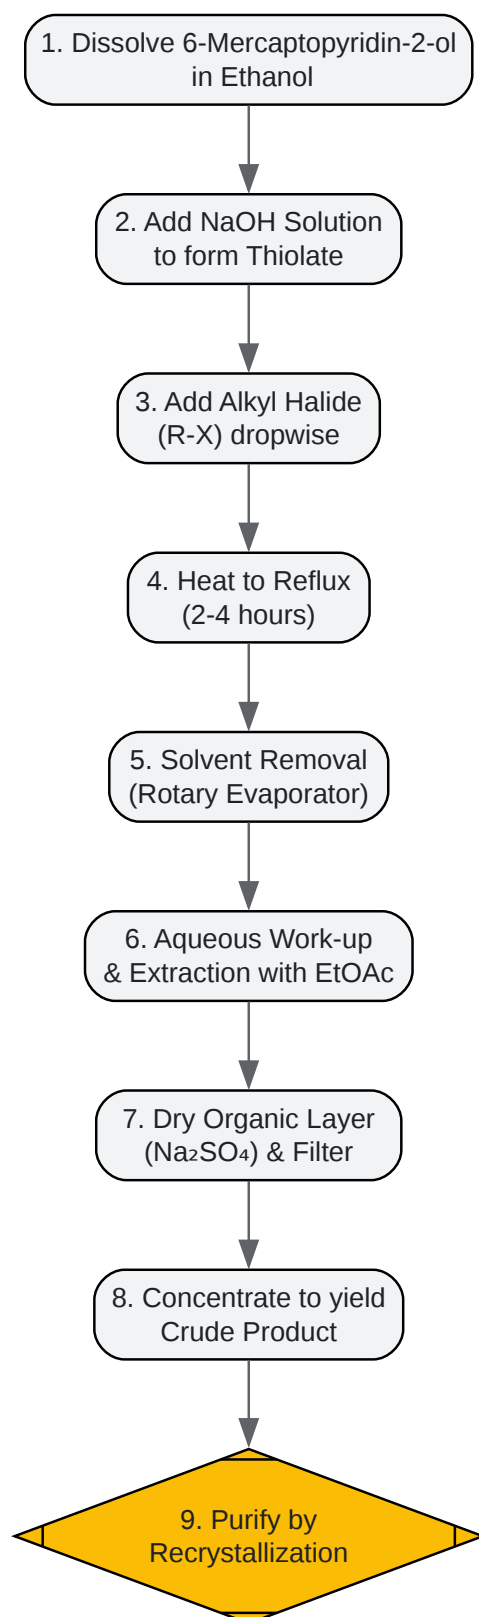 1. Dissolve 6-Mercaptopyridin-2-ol
in Ethanol
2. Add NaOH Solution
to form Thiolate
3. Add Alkyl Halide
(R-X) dropwise
4. Heat to Reflux
(2-4 hours)
5. Solvent Removal
(Rotary Evaporator)
6. Aqueous Work-up
& Extraction with EtOAc
7. Dry Organic Layer
(Na₂SO₄) & Filter
8. Concentrate to yield
Crude Product
9. Purify by
Recrystallization